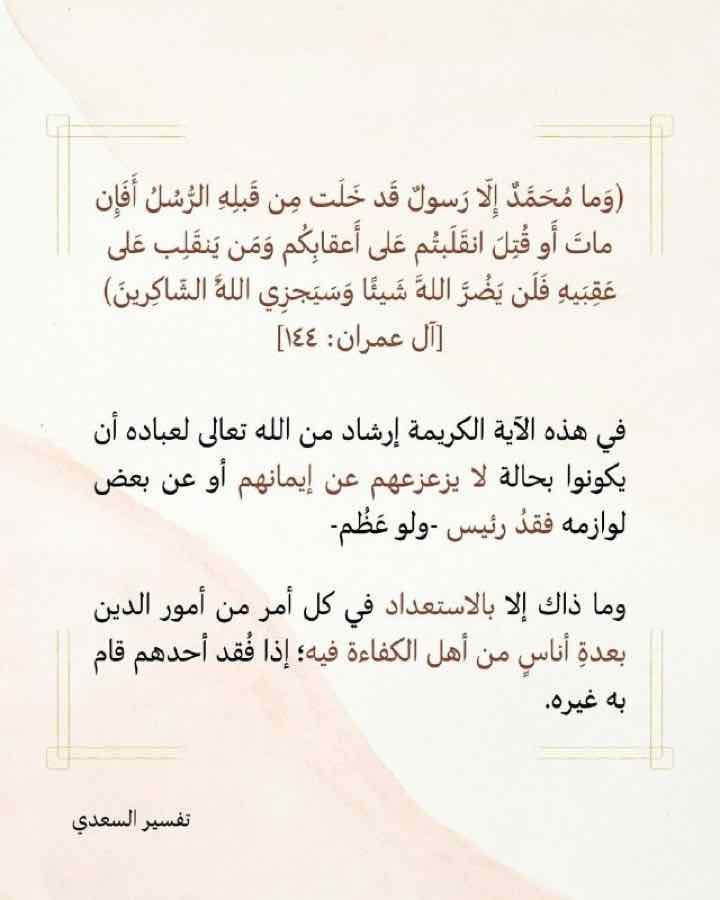 ﴿وَما مُحَمَّدٌ إِلّا رَسولٌ قَد خَلَت مِن قَبلِهِ الرُّسُلُ أَفَإِن
ماتَ أَو قُتِلَ انقَلَبتُم عَلى أَعقابِكُم وَمَن يَنقَلِب عَلى
عَقِبَيهِ فَلَن يَضُرَّ اللهَ شَيئًا وَسَيَجزِي اللهُ الشّاكِرينَ﴾
[آل عمران: ١٤٤]
في هذه الآية الكريمة إرشاد من الله تعالى لعباده أن
يكونوا بحالة لا يزعزعهم عن إيمانهم أو عن بعض
لوازمه فقدُ رئيس -ولو عَظُم-
وما ذاك إلا بالاستعداد في كل أمر من أمور الدين
بعدةِ أناسٍ من أهل الكفاءة فيه؛ إذا فُقد أحدهم قام
به غيره.
تفسير السعدي